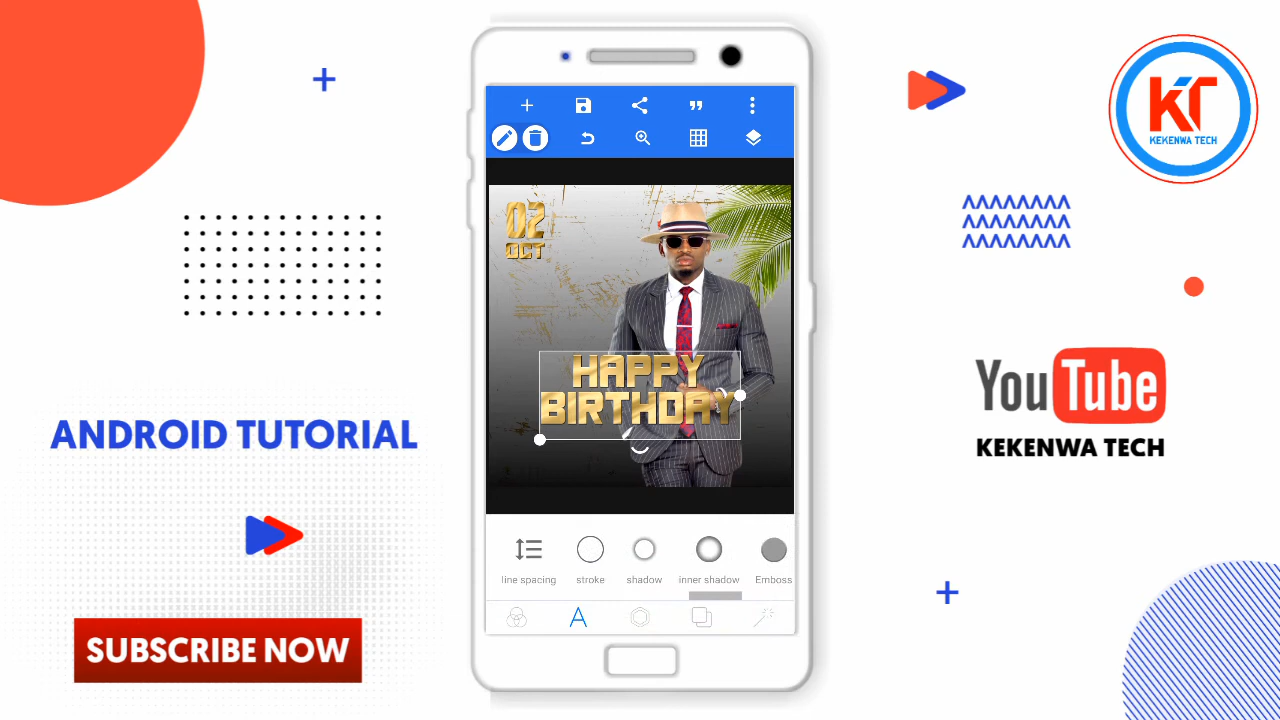 KT
KEKENWA TECH
02
OCT
HAPPY
BIRTHDAY
ANDROID TUTORIAL
SUBSCRIBE NOW
line spacing
stroke
shadow
inner shadow
Emboss
A
YouTube
KEKENWA TECH